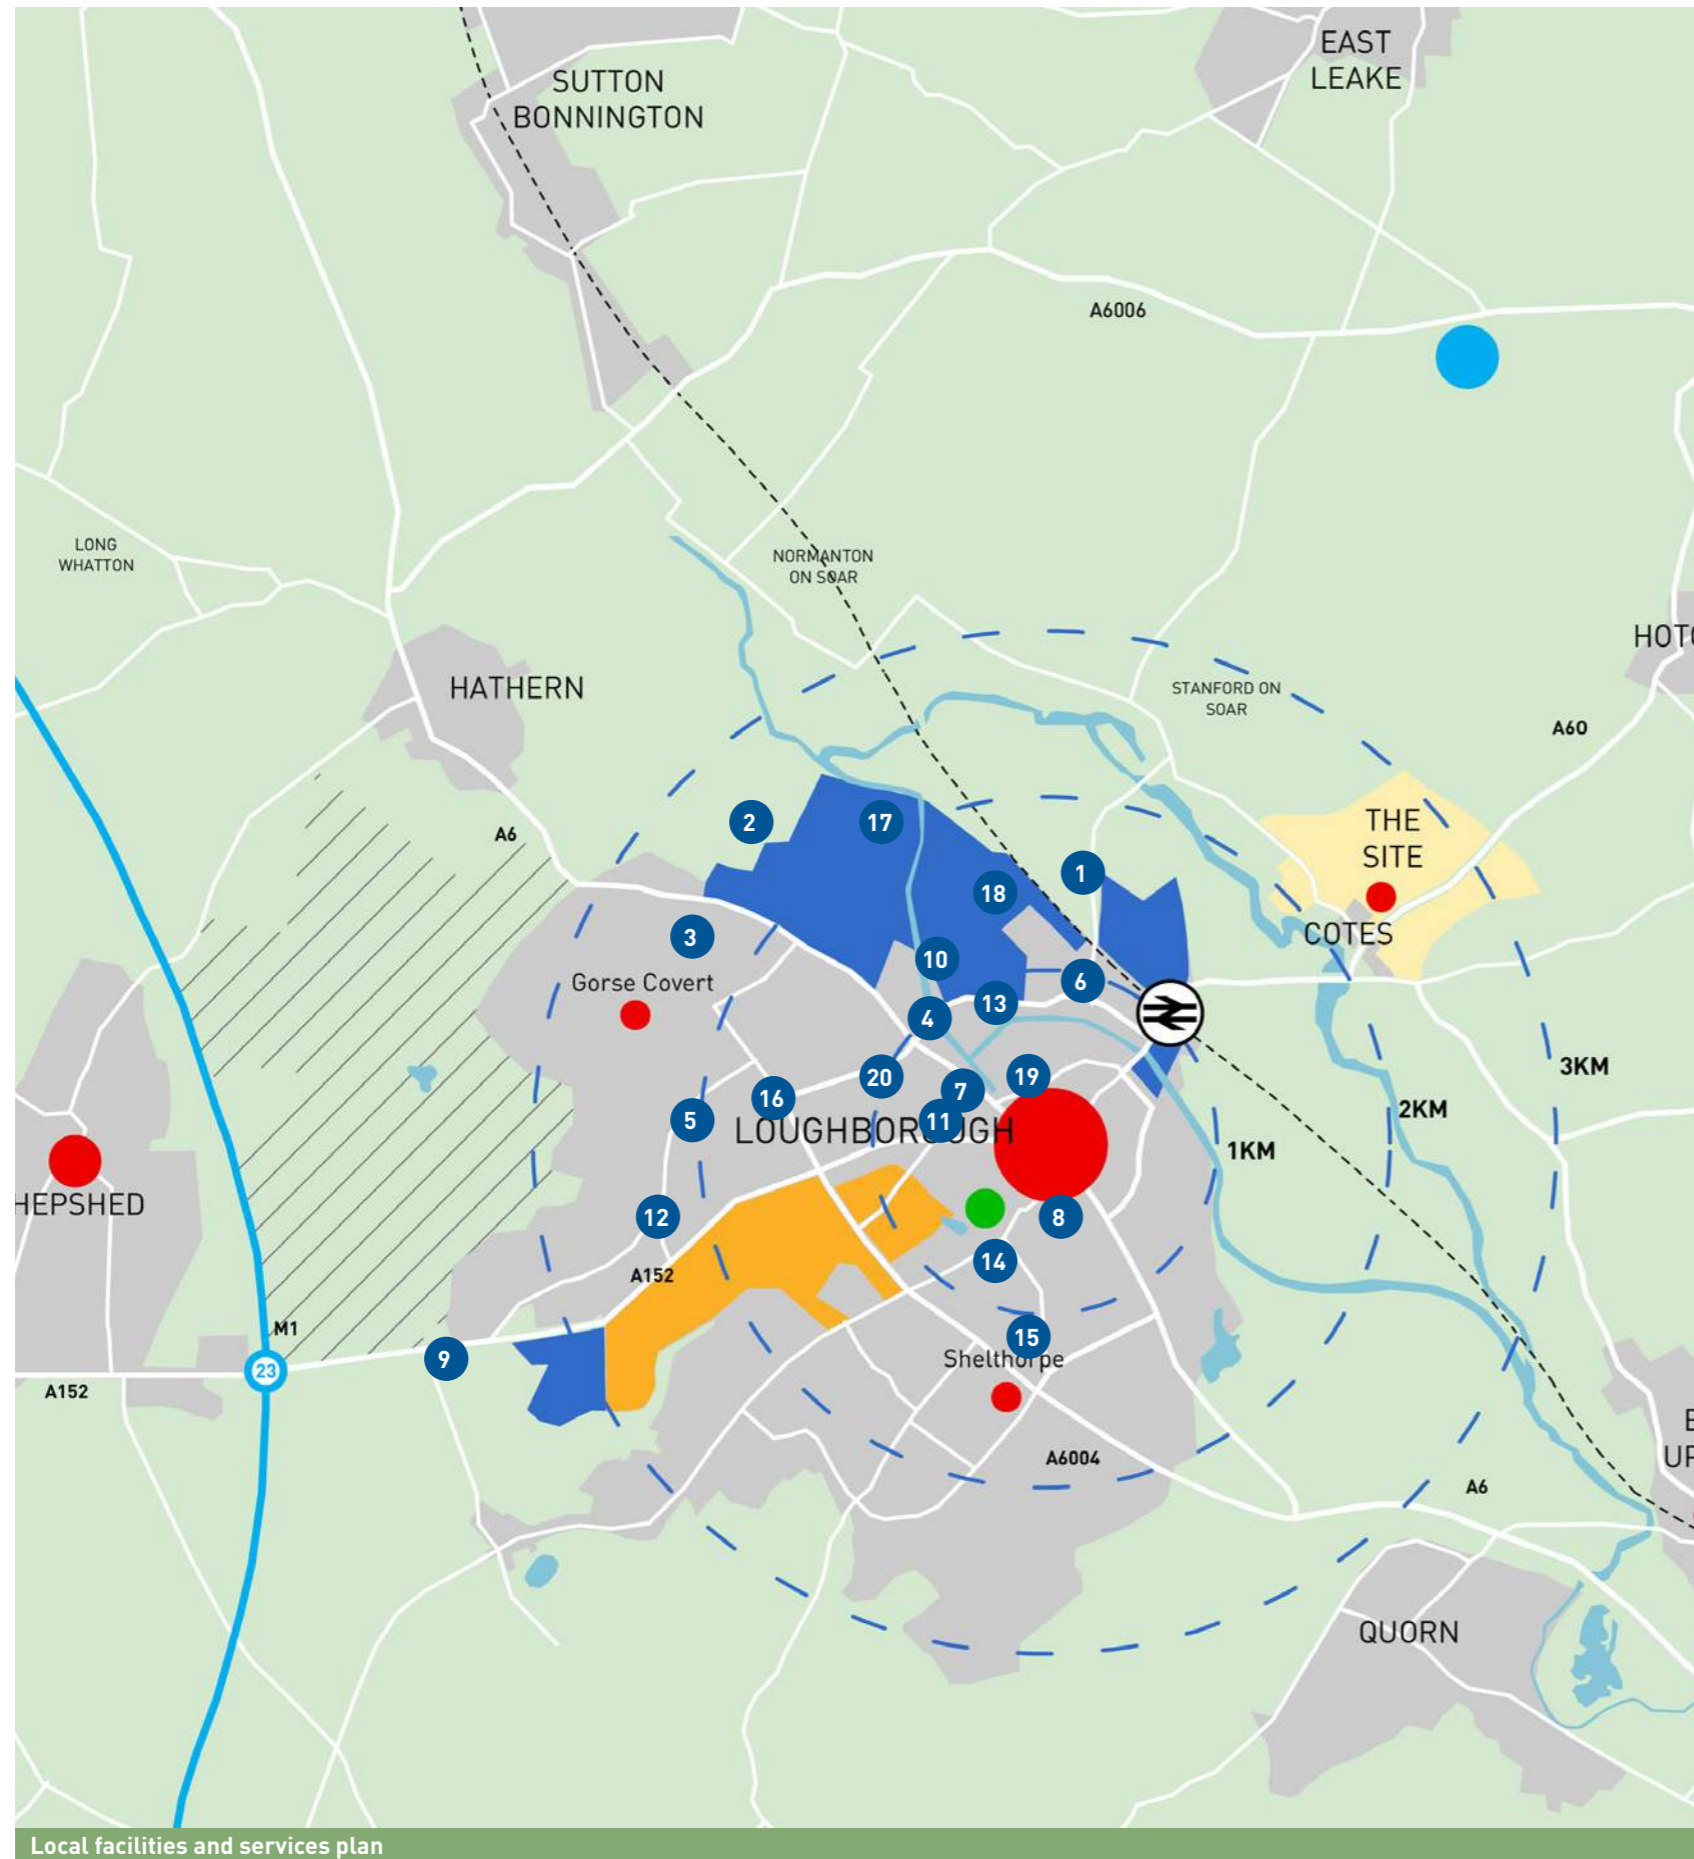 EAST
LEAKE
SUTTON
BONNINGTON
A6006
LONG
WHATTON
NORMANTON
ON SOAR
HOTO
HATHERN
STANFORD ON
SOAR
A60
THE
SITE
2
17
A6
1
18
3
COTES
10
Gorse Covert
6
13
4
3KM
20
19
7
16
2KM
5
11
LOUGHBOROUGH
1KM
HEPSHED
12
8
14
A152
M1
15
9
Shelthorpe
23
A152
E
UP
A6004
A6
QUORN
Local facilities and services plan